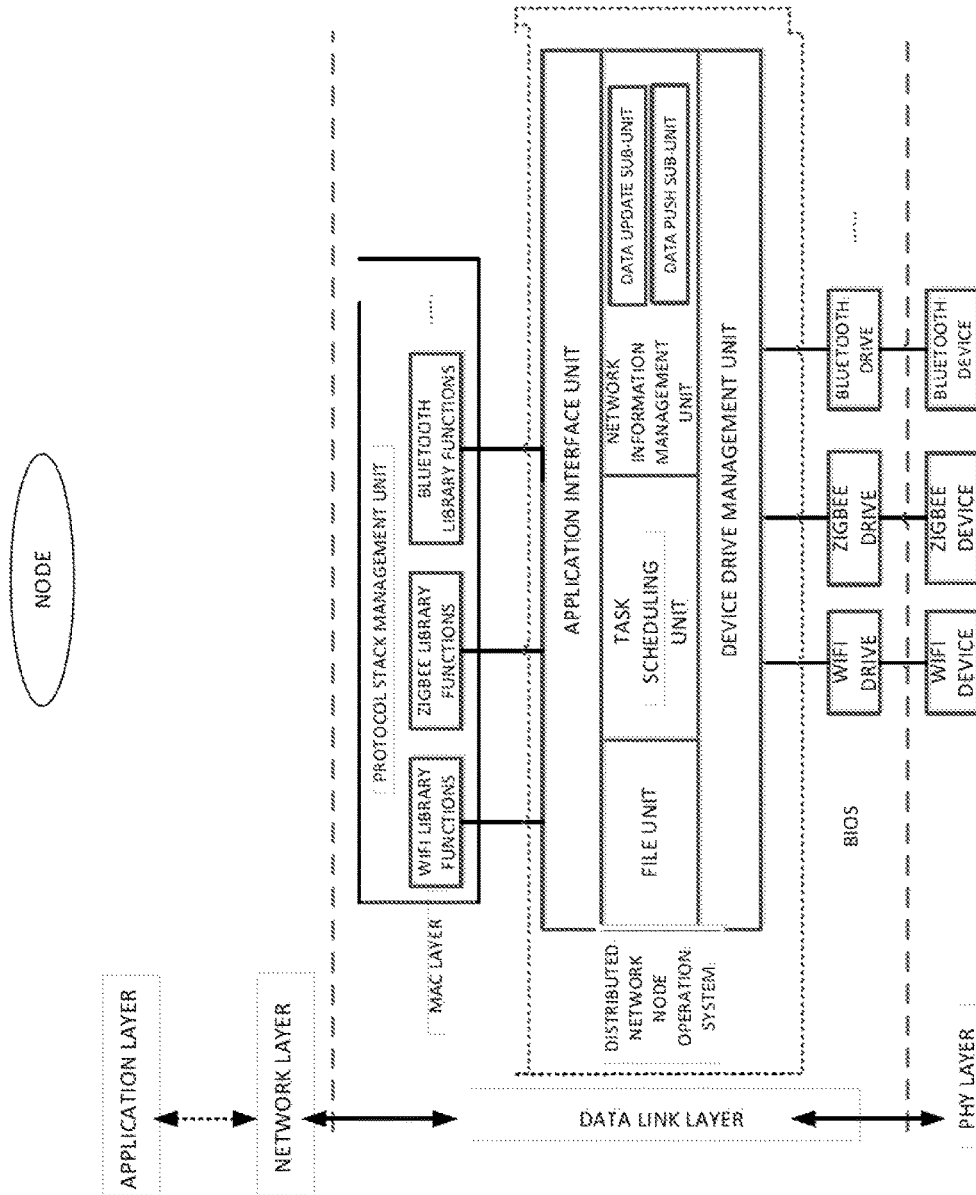 NODE
APPLICATION LAYER
NETWORK LAYER
PROTOCOL STACK MANAGEMENT UNIT
MAC LAYER
WIFI LIBRARY
FUNCTIONS
ZIGBEE LIBRARY
FUNCTIONS
BLUETOOTH
LIBRARY FUNCTIONS
......
DATA LINK LAYER
DISTRIBUTED
NETWORK
NODE
OPERATION
SYSTEM
APPLICATION INTERFACE UNIT
FILE UNIT
TASK
SCHEDULING
UNIT
NETWORK
INFORMATION
MANAGEMENT
UNIT
DATA UPDATE SUB-UNIT
DATA PUSH SUB-UNIT
DEVICE DRIVE MANAGEMENT UNIT
BIOS
WIFI
DRIVE
ZIGBEE
DRIVE
BLUETOOTH
DRIVE
......
PHY LAYER
WIFI
DEVICE
ZIGBEE
DEVICE
BLUETOOTH
DEVICE